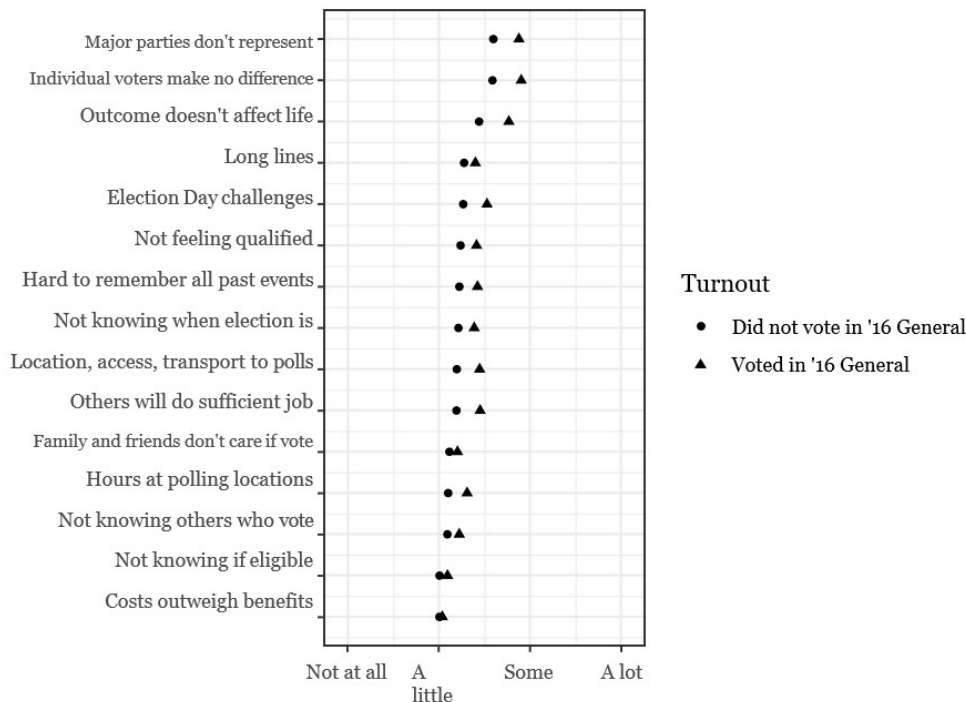 Major parties don't represent
Individual voters make no difference
Outcome doesn't affect life
Long lines
Election Day challenges
Not feeling qualified
Hard to remember all past events
Not knowing when election is
Location, access, transport to polls
Others will do sufficient job
Family and friends don't care if vote
Hours at polling locations
Not knowing others who vote
Not knowing if eligible
Costs outweigh benefits
Not at all
A
little
Some
A lot
Turnout
Did not vote in '16 General
Voted in '16 General